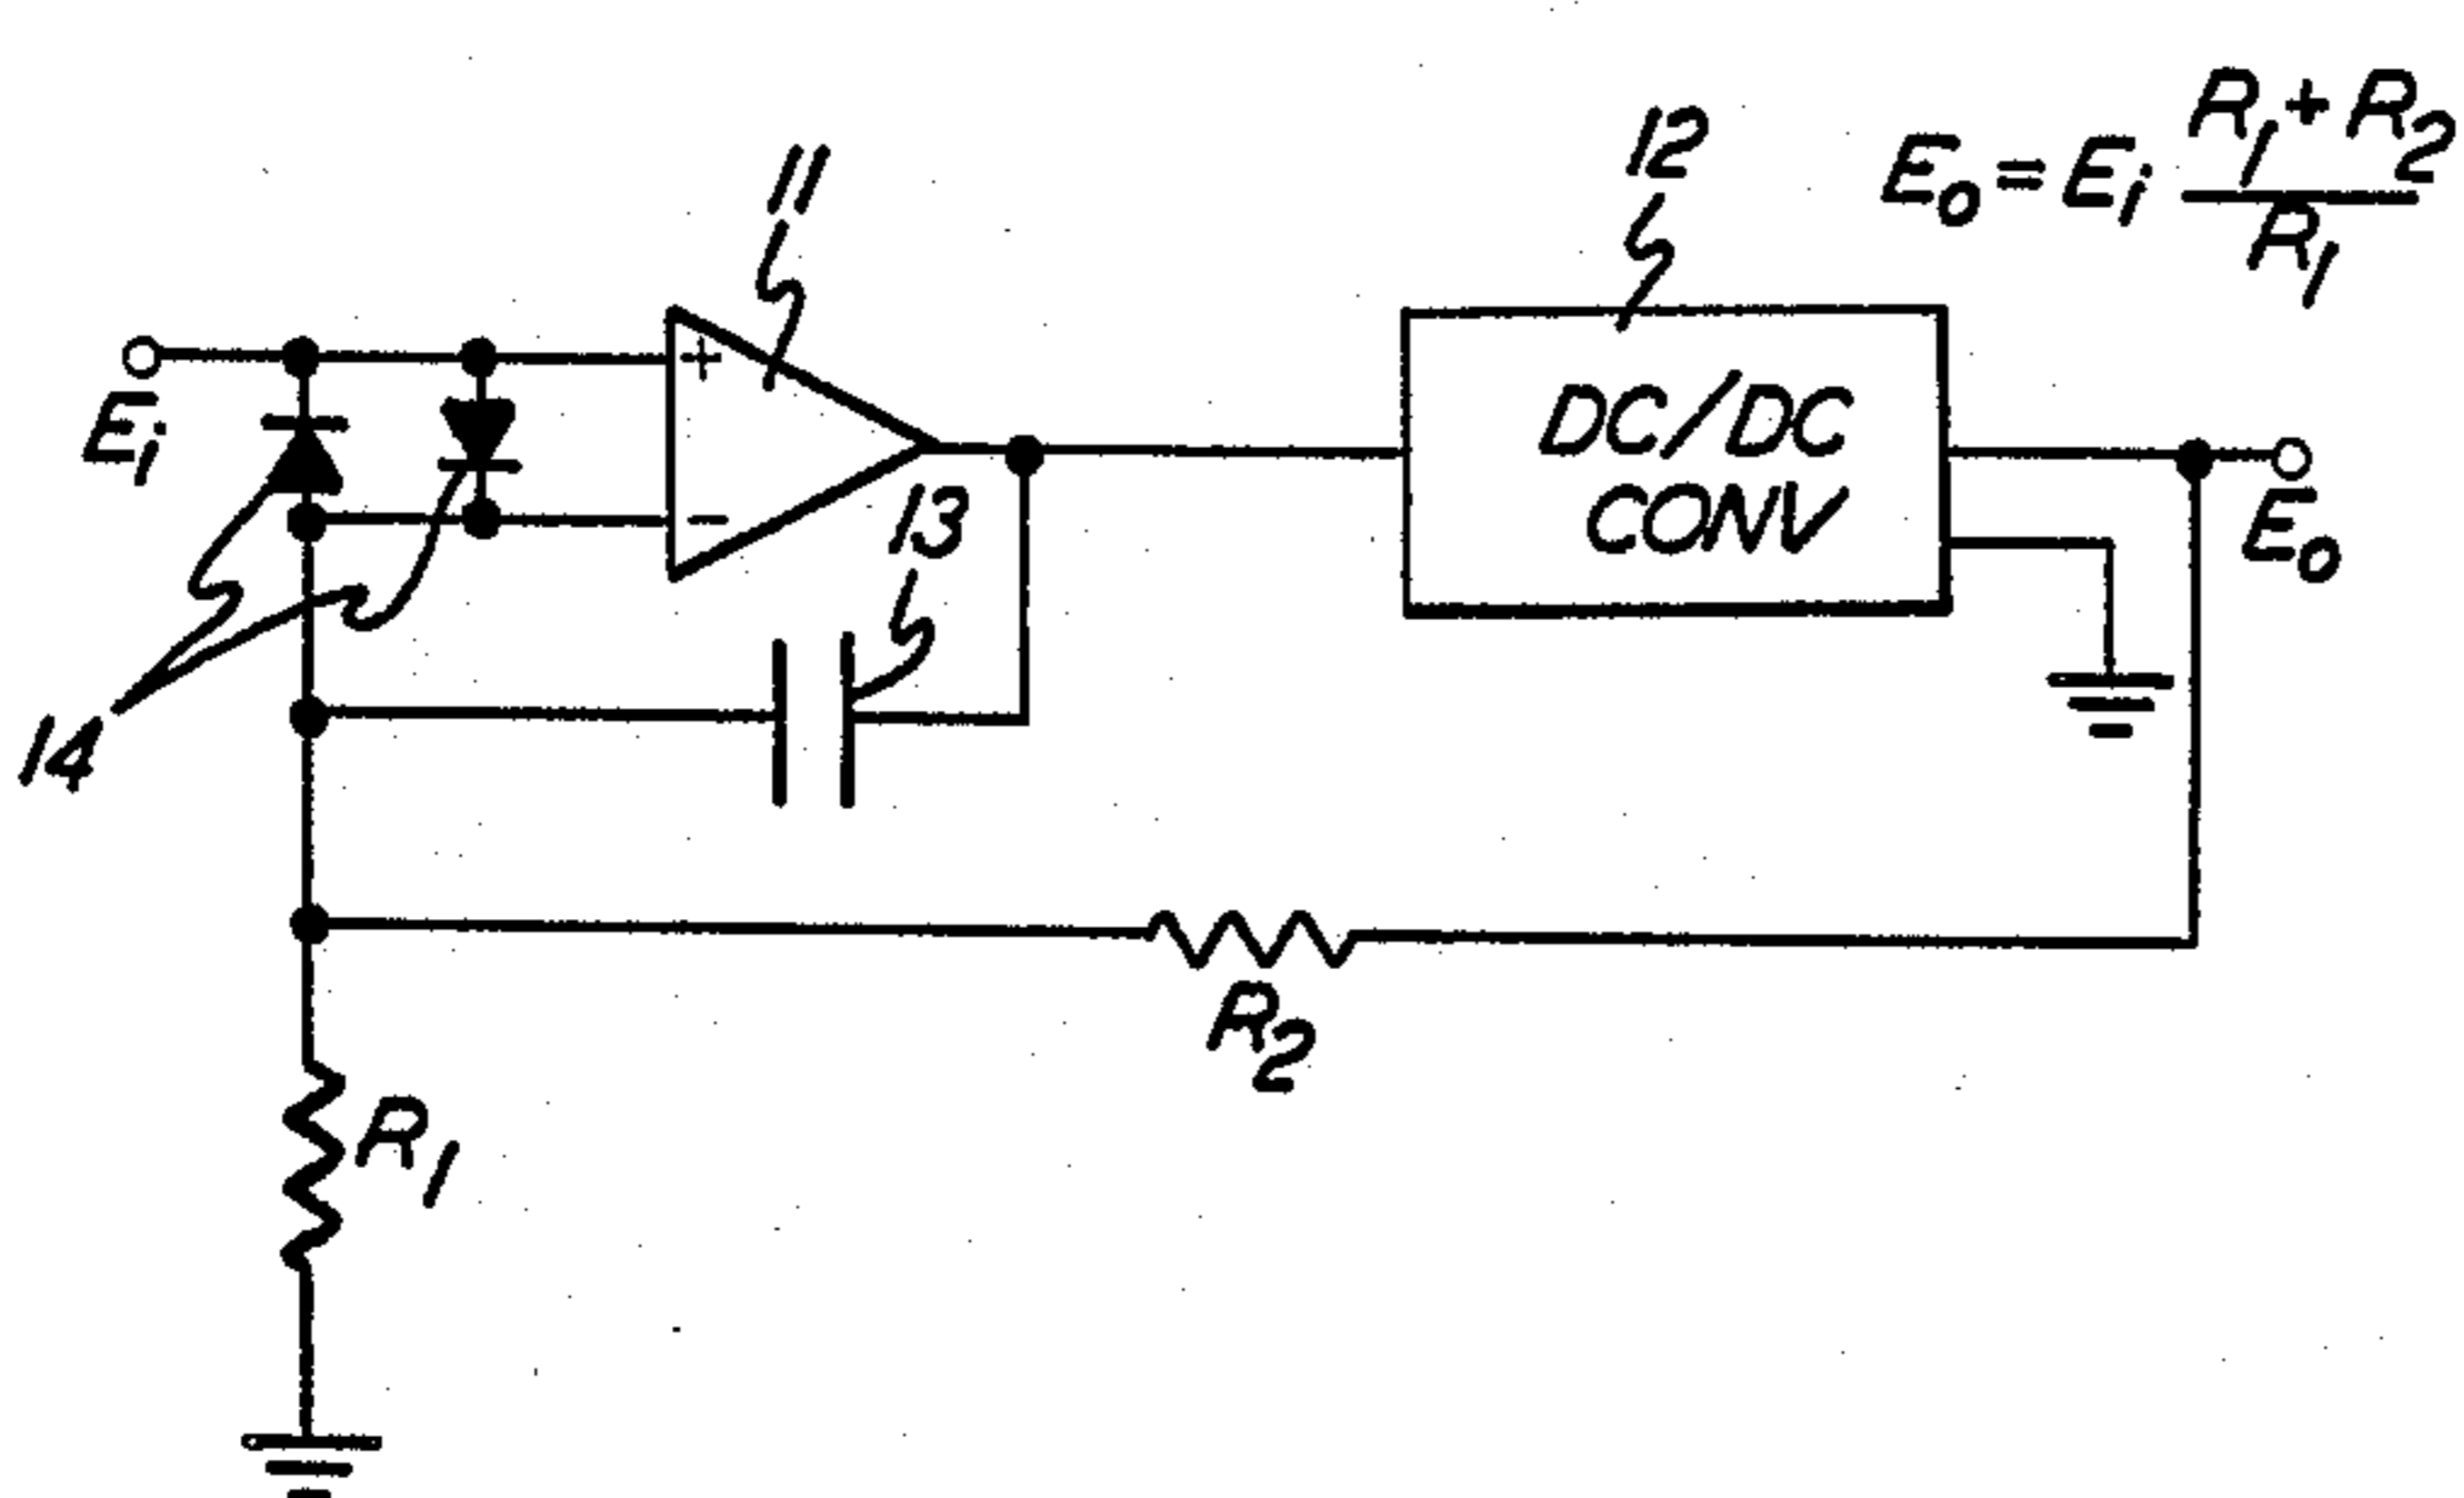 11
12
E₀ = Eᵢ (R₁ + R₂) / R₁
Eᵢ
+
-
DC/DC
CONV
E₀
13
14
R₂
R₁